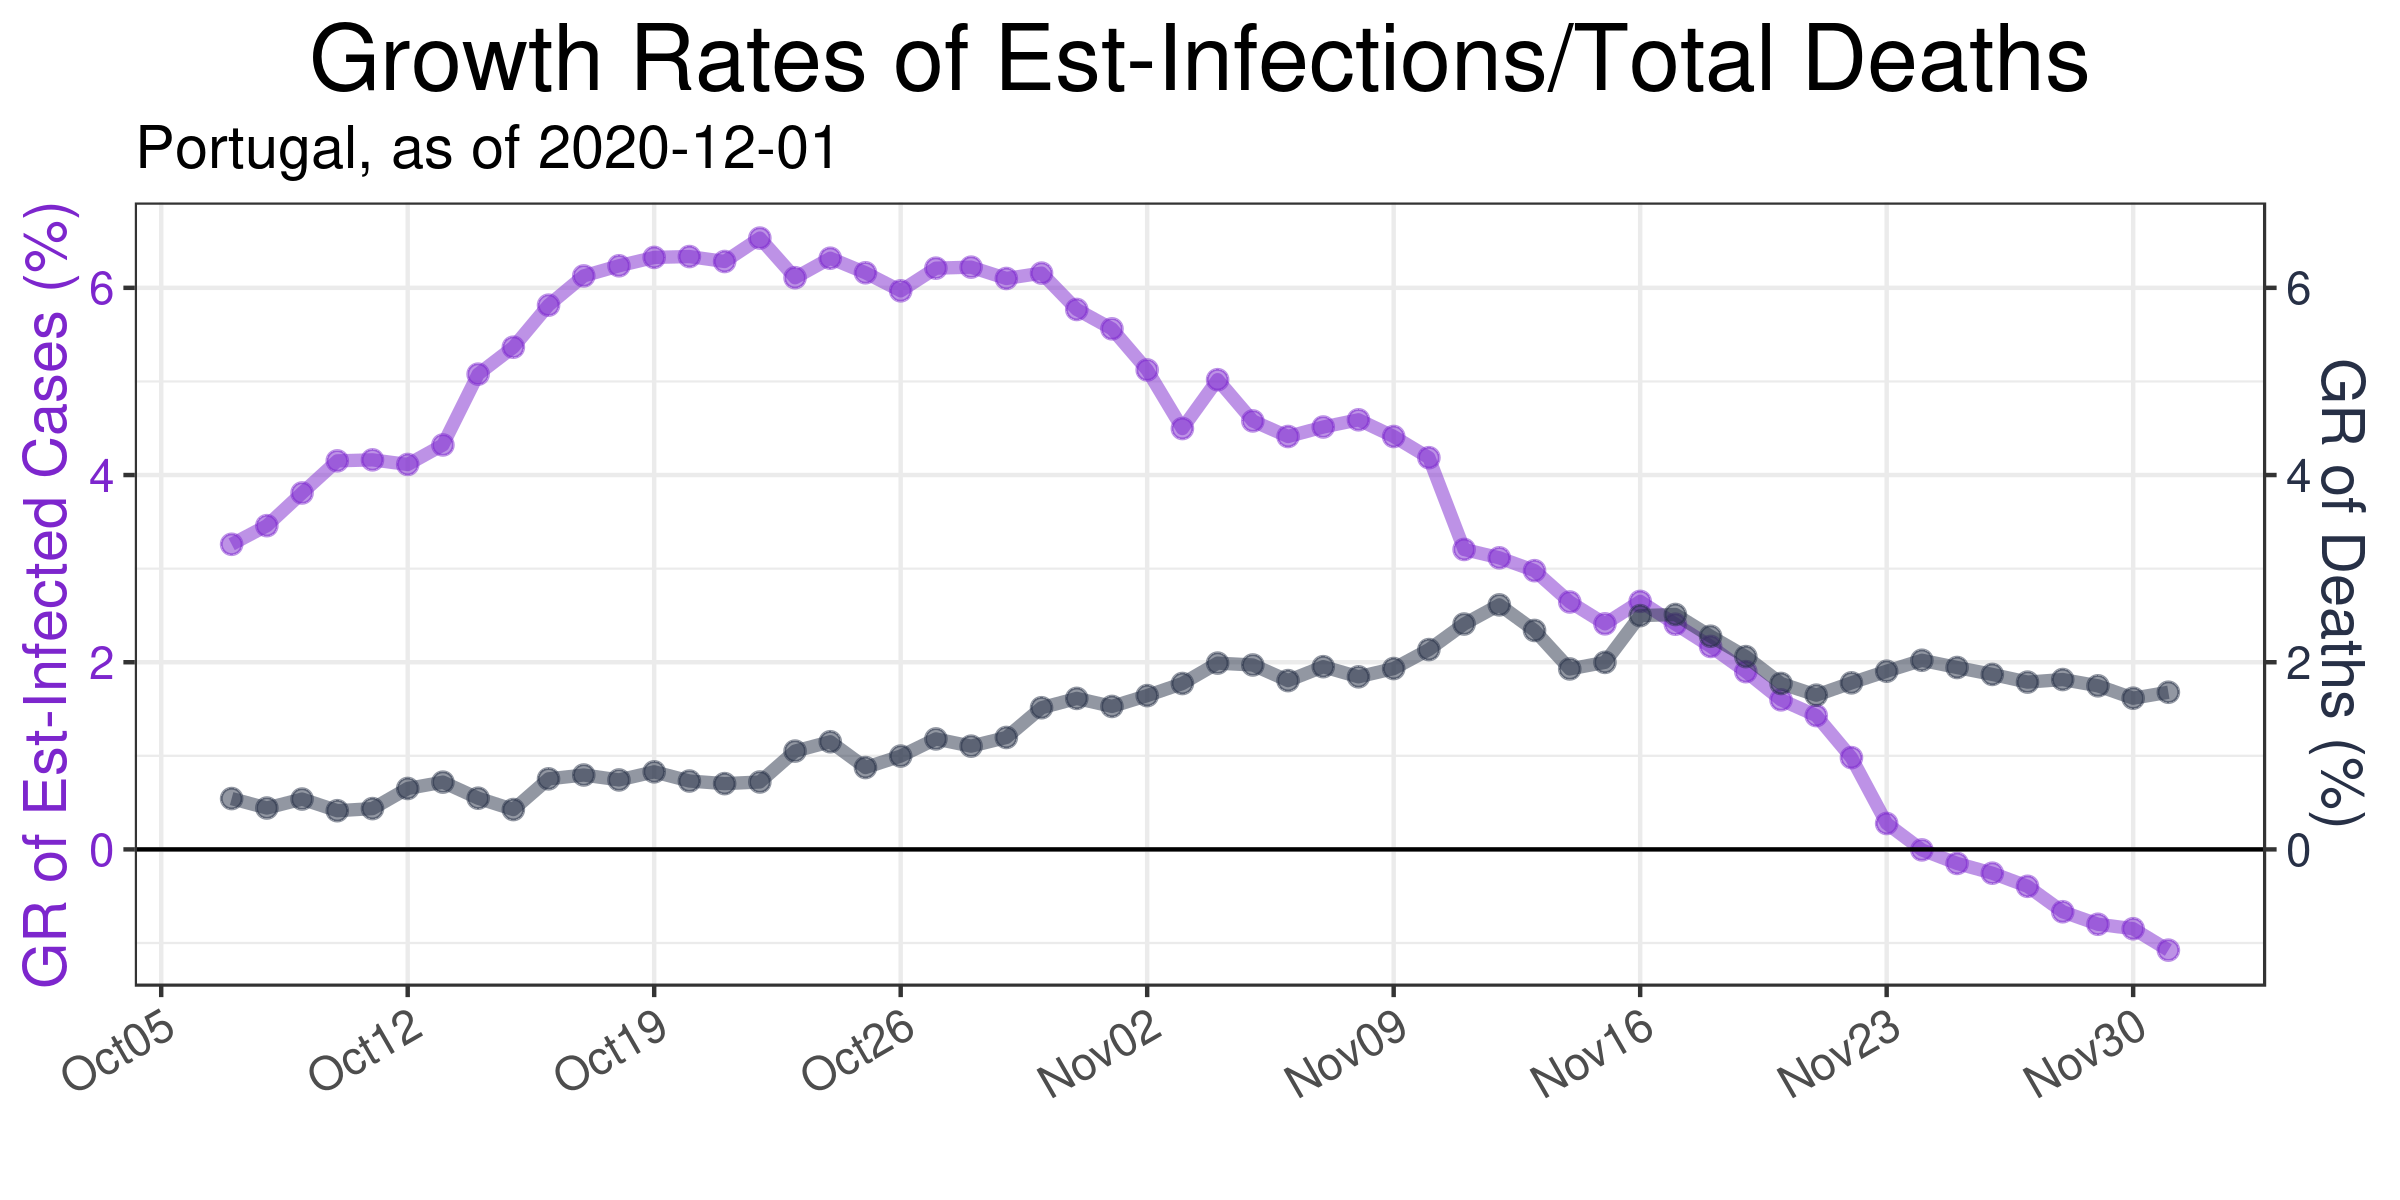 Growth Rates of Est-Infections/Total Deaths
Portugal, as of 2020-12-01
GR of Est-Infected Cases (%)
6
4
2
0
6
4
2
0
GR of Deaths (%)
Oct05
Oct12
Oct19
Oct26
Nov02
Nov09
Nov16
Nov23
Nov30